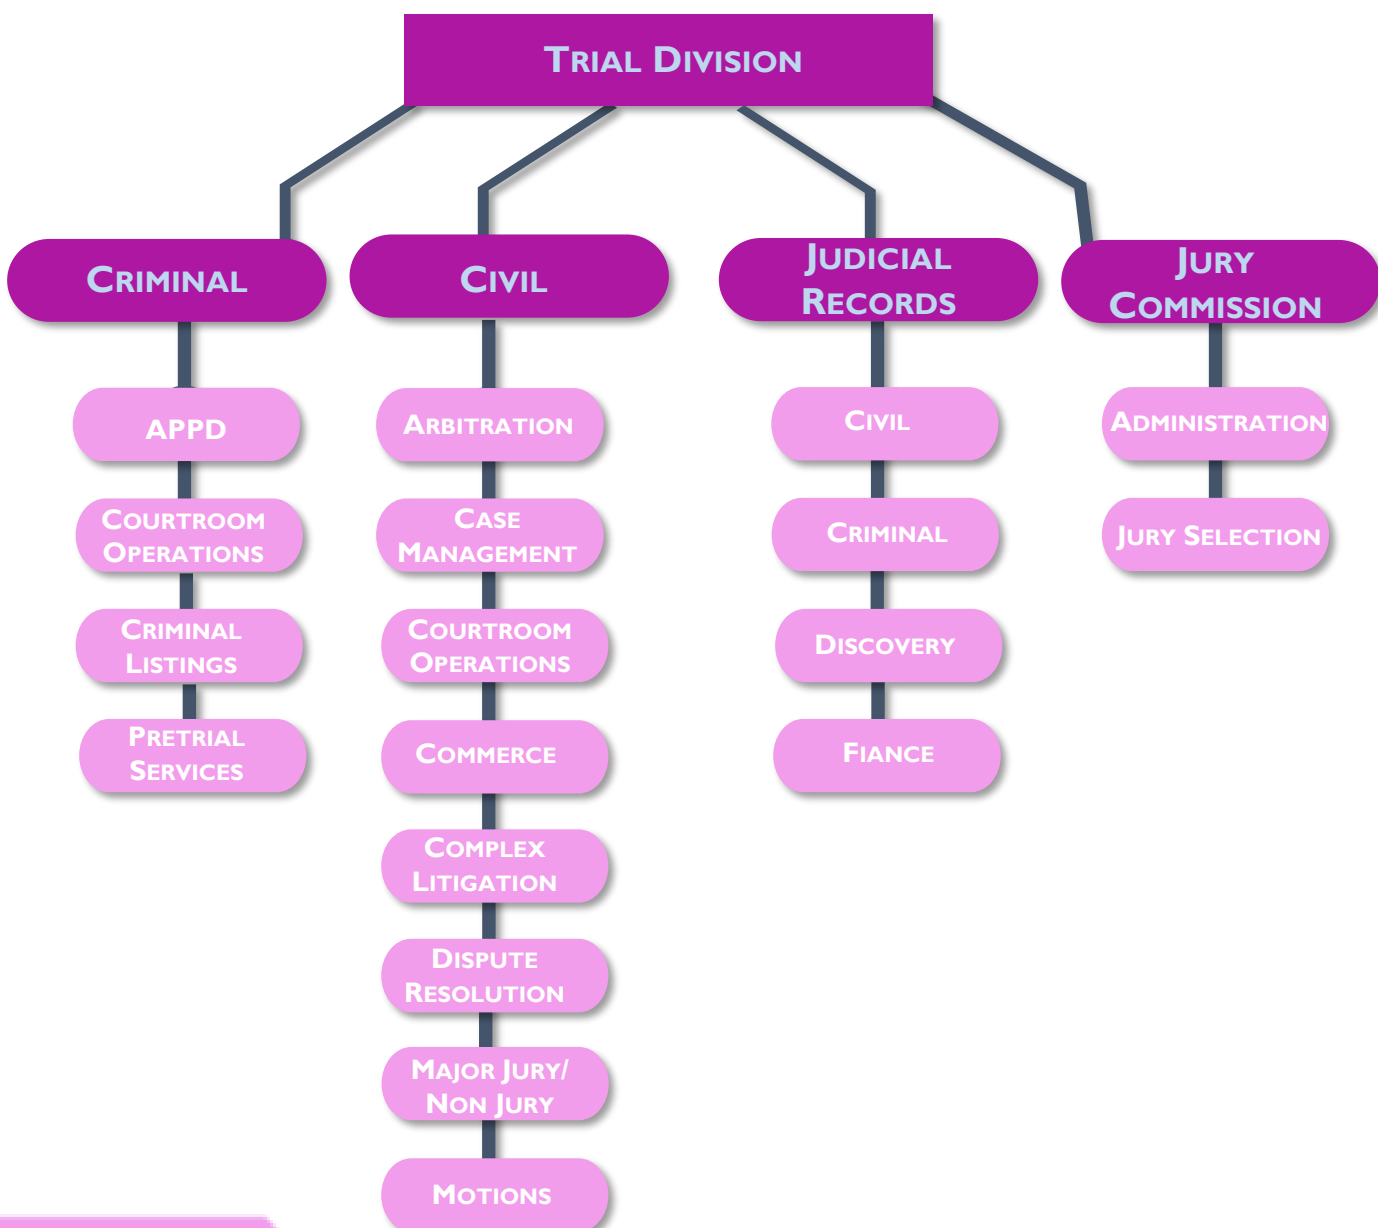 TRIAL DIVISION
CRIMINAL
CIVIL
JUDICIAL
RECORDS
JURY
COMMISSION
APPD
COURTROOM
OPERATIONS
CRIMINAL
LISTINGS
PRETRIAL
SERVICES
ARBITRATION
CASE
MANAGEMENT
COURTROOM
OPERATIONS
COMMERCE
COMPLEX
LITIGATION
DISPUTE
RESOLUTION
MAJOR JURY/
NON JURY
MOTIONS
CIVIL
CRIMINAL
DISCOVERY
FIANCE
ADMINISTRATION
JURY SELECTION